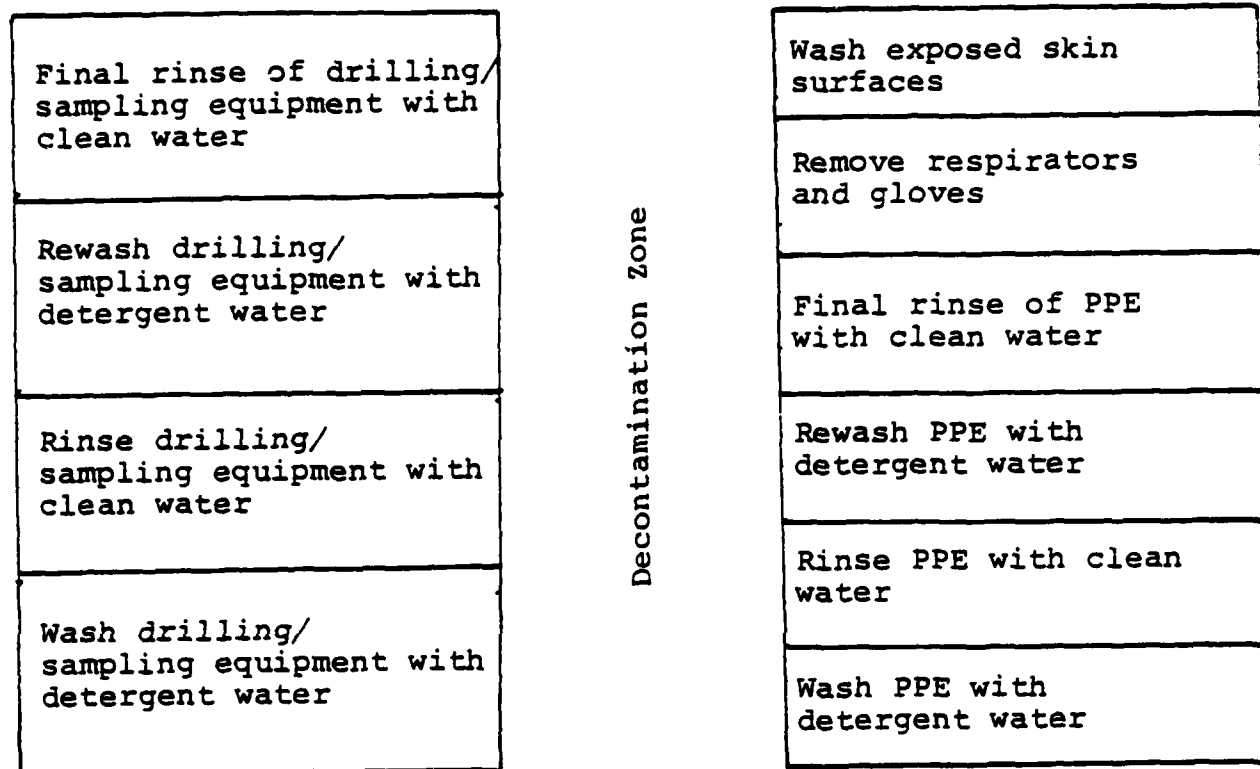 Final rinse of drilling/
sampling equipment with
clean water
Rewash drilling/
sampling equipment with
detergent water
Rinse drilling/
sampling equipment with
clean water
Wash drilling/
sampling equipment with
detergent water
Decontamination Zone
Wash exposed skin
surfaces
Remove respirators
and gloves
Final rinse of PPE
with clean water
Rewash PPE with
detergent water
Rinse PPE with clean
water
Wash PPE with
detergent water